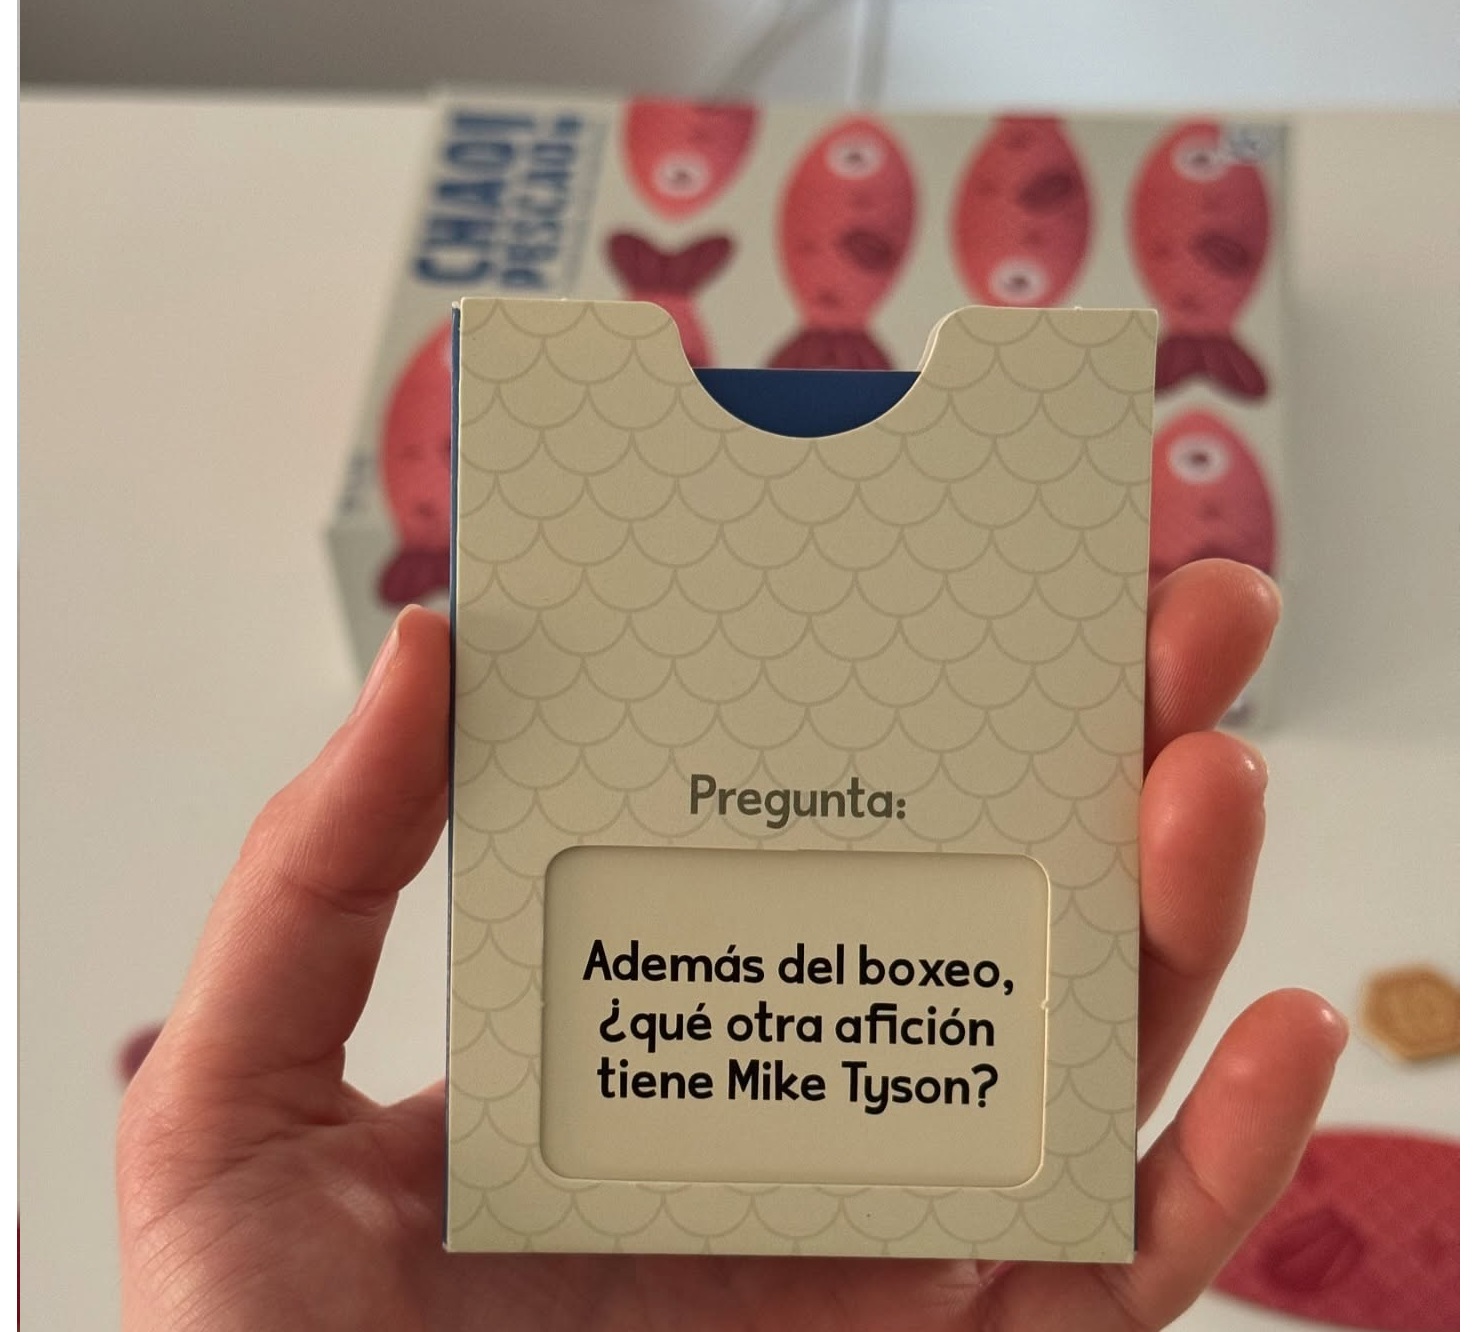 CHAO
PESCAO
Pregunta:
Además del boxeo,
¿qué otra afición
tiene Mike Tyson?